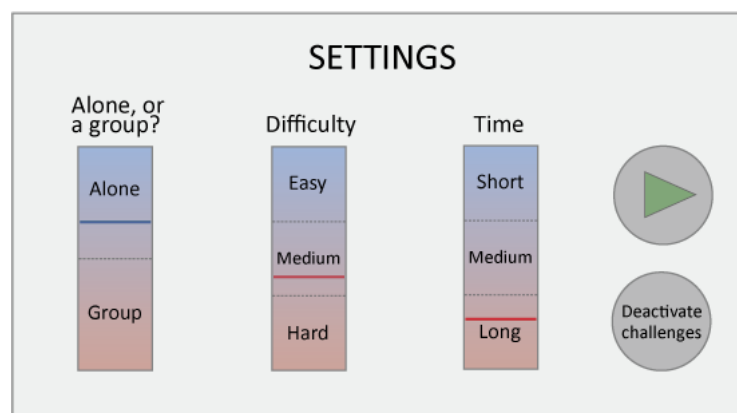 SETTINGS
Alone, or
a group?
Difficulty
Time
Alone
Group
Easy
Medium
Hard
Short
Medium
Long
Deactivate
challenges